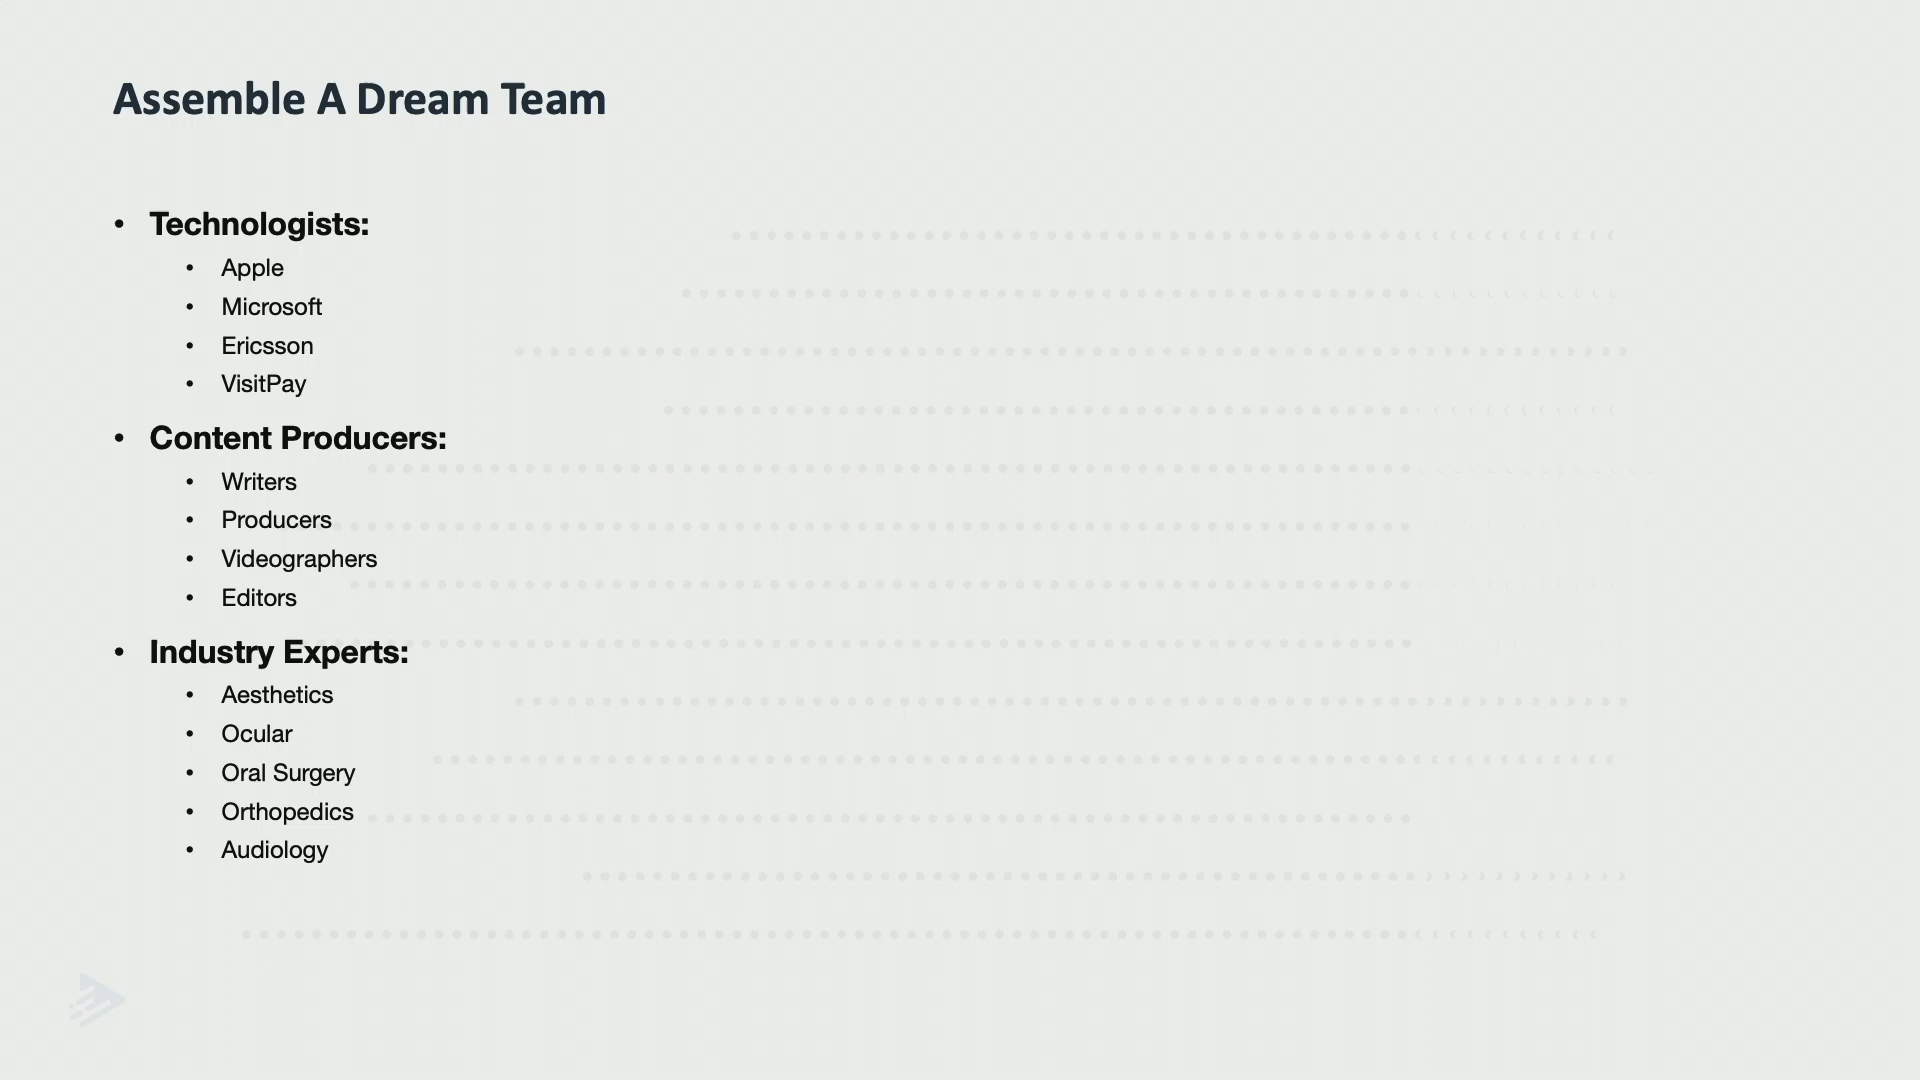 Assemble A Dream Team
• Technologists:
• Apple
• Microsoft
• Ericsson
• VisitPay
• Content Producers:
• Writers
• Producers
• Videographers
• Editors
• Industry Experts:
• Aesthetics
• Ocular
• Oral Surgery
• Orthopedics
• Audiology